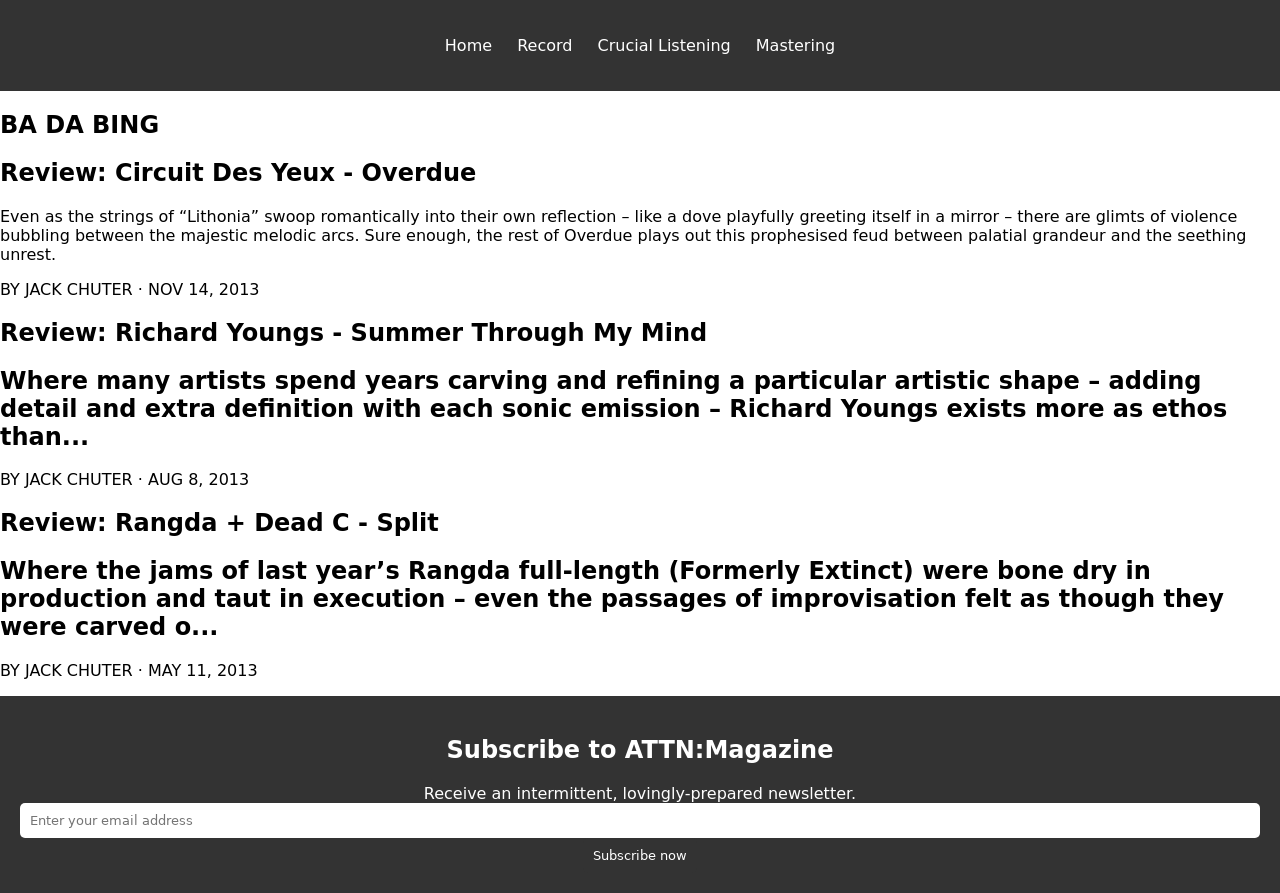 Home Record Crucial Listening Mastering
BA DA BING
Review: Circuit Des Yeux - Overdue
Even as the strings of “Lithonia” swoop romantically into their own reflection – like a dove playfully greeting itself in a mirror – there are glimts of violence
bubbling between the majestic melodic arcs. Sure enough, the rest of Overdue plays out this prophesised feud between palatial grandeur and the seething
unrest.
BY JACK CHUTER · NOV 14, 2013
Review: Richard Youngs - Summer Through My Mind
Where many artists spend years carving and refining a particular artistic shape – adding
detail and extra definition with each sonic emission – Richard Youngs exists more as ethos
than...
BY JACK CHUTER · AUG 8, 2013
Review: Rangda + Dead C - Split
Where the jams of last year’s Rangda full-length (Formerly Extinct) were bone dry in
production and taut in execution – even the passages of improvisation felt as though they
were carved o...
BY JACK CHUTER · MAY 11, 2013
Subscribe to ATTN:Magazine
Receive an intermittent, lovingly-prepared newsletter.
Enter your email address
Subscribe now